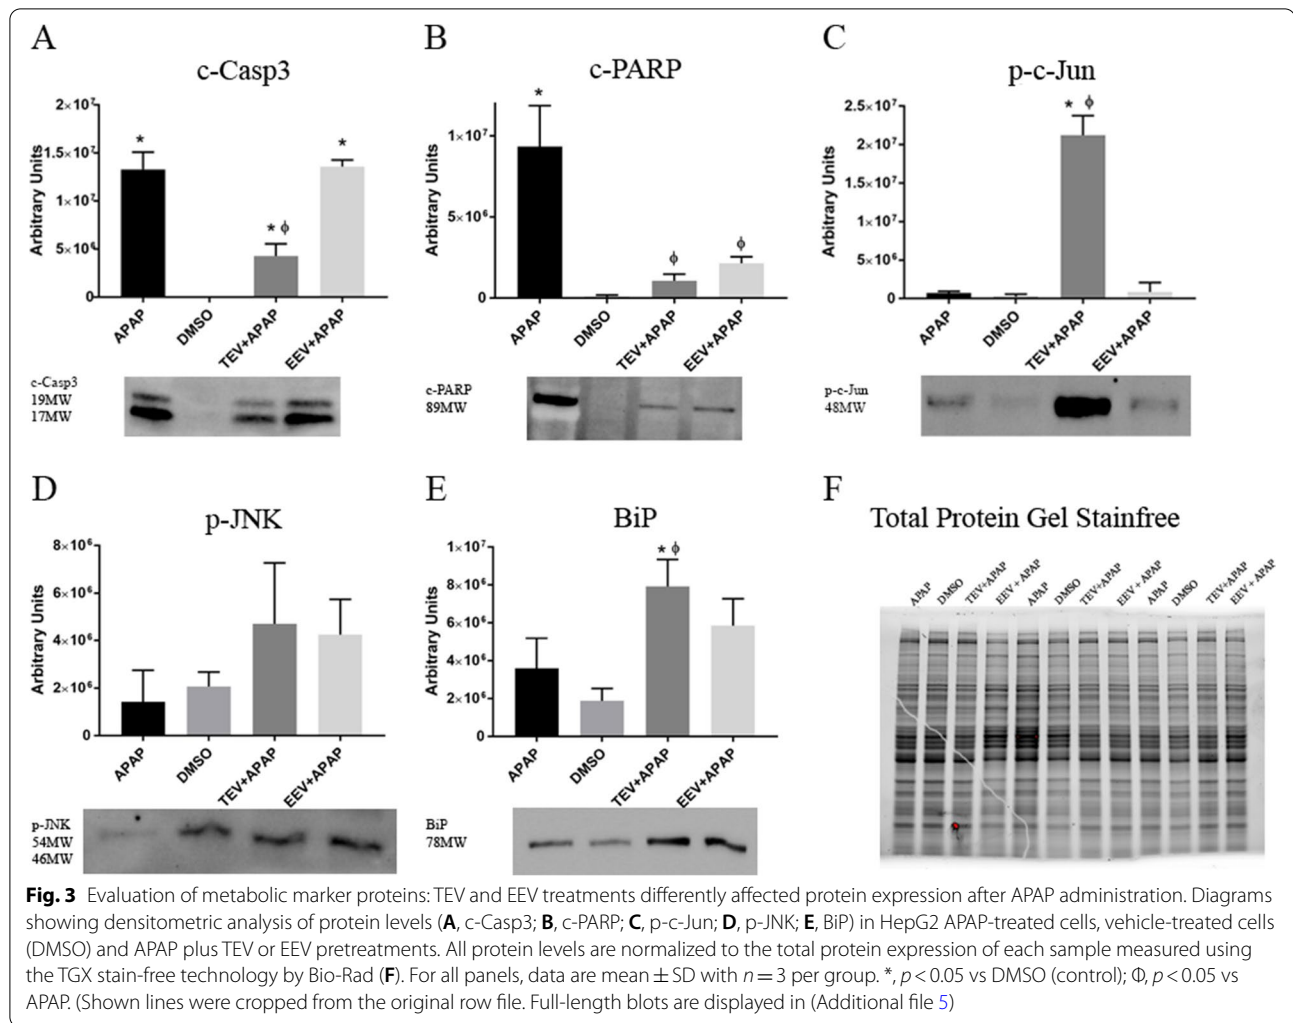 A
c-Casp3
Arbitrary Units
2×10⁷
1.5×10⁷
1×10⁷
5×10⁶
0
*
* ϕ
*
APAP
DMSO
TEV+APAP
EEV+APAP
c-Casp3
19MW
17MW
B
c-PARP
Arbitrary Units
1×10⁷
5×10⁶
0
*
ϕ
ϕ
APAP
DMSO
TEV+APAP
EEV+APAP
c-PARP
89MW
C
p-c-Jun
Arbitrary Units
2.5×10⁷
2×10⁷
1.5×10⁷
1×10⁷
5×10⁶
0
* ϕ
APAP
DMSO
TEV+APAP
EEV+APAP
p-c-Jun
48MW
D
p-JNK
Arbitrary Units
8×10⁶
6×10⁶
4×10⁶
2×10⁶
0
APAP
DMSO
TEV+APAP
EEV+APAP
p-JNK
54MW
46MW
E
BiP
Arbitrary Units
1×10⁷
8×10⁶
6×10⁶
4×10⁶
2×10⁶
0
* ϕ
APAP
DMSO
TEV+APAP
EEV+APAP
BiP
78MW
F
Total Protein Gel Stainfree
APAP
DMSO
TEV+APAP
EEV + APAP
APAP
DMSO
TEV+APAP
EEV + APAP
APAP
DMSO
TEV+APAP
EEV + APAP
Fig. 3 Evaluation of metabolic marker proteins: TEV and EEV treatments differently affected protein expression after APAP administration. Diagrams
showing densitometric analysis of protein levels (A, c-Casp3; B, c-PARP; C, p-c-Jun; D, p-JNK; E, BiP) in HepG2 APAP-treated cells, vehicle-treated cells
(DMSO) and APAP plus TEV or EEV pretreatments. All protein levels are normalized to the total protein expression of each sample measured using
the TGX stain-free technology by Bio-Rad (F). For all panels, data are mean ± SD with n = 3 per group. *, p < 0.05 vs DMSO (control); Φ, p < 0.05 vs
APAP. (Shown lines were cropped from the original row file. Full-length blots are displayed in (Additional file 5)